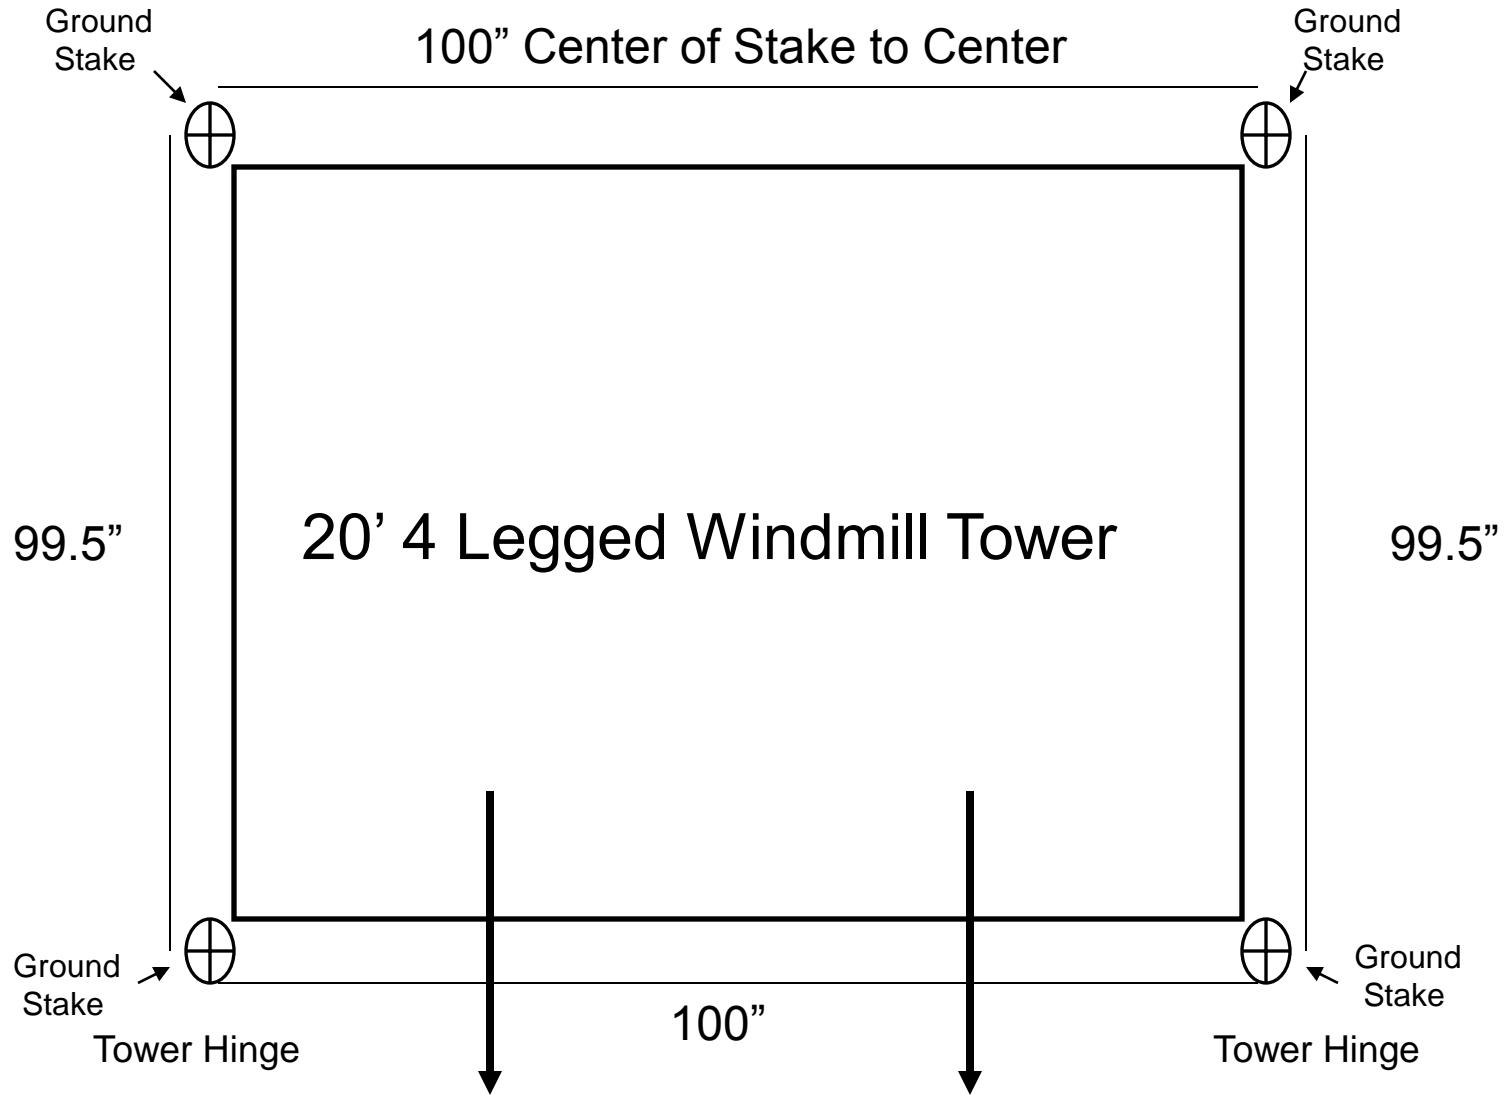 Ground
Stake
100” Center of Stake to Center
Ground
Stake
99.5”
20’ 4 Legged Windmill Tower
99.5”
Ground
Stake
Ground
Stake
100”
Tower Hinge
Tower Hinge